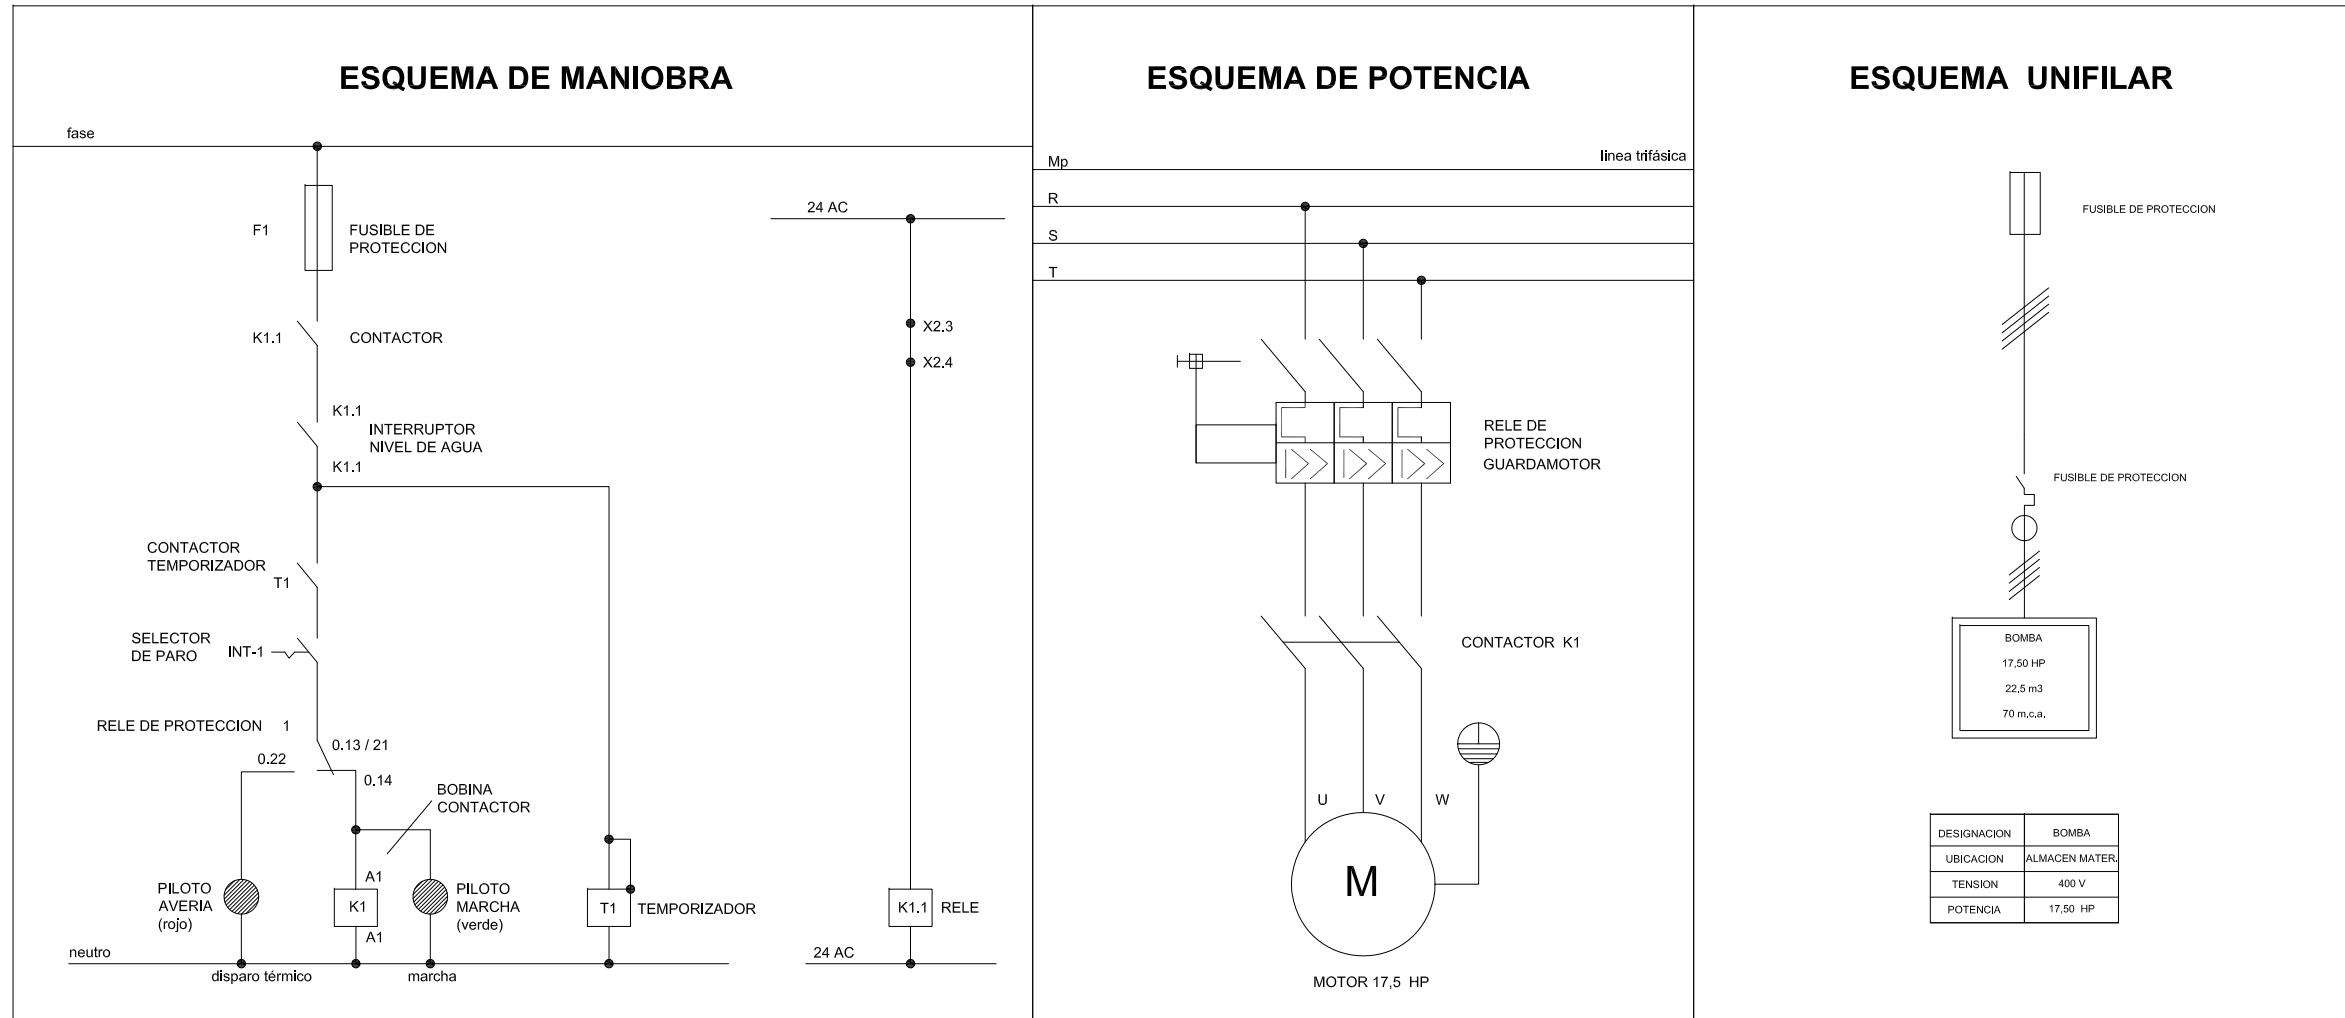 ESQUEMA DE MANIOBRA
fase
F1
FUSIBLE DE
PROTECCION
K1.1
CONTACTOR
K1.1
INTERRUPTOR
NIVEL DE AGUA
K1.1
CONTACTOR
TEMPORIZADOR
T1
SELECTOR
DE PARO
INT-1
RELE DE PROTECCION 1
0.13 / 21
0.22
0.14
BOBINA
CONTACTOR
PILOTO
AVERIA
(rojo)
A1
K1
A1
PILOTO
MARCHA
(verde)
T1
TEMPORIZADOR
neutro
disparo térmico
marcha
24 AC
X2.3
X2.4
K1.1
RELE
24 AC
ESQUEMA DE POTENCIA
linea trifásica
Mp
R
S
T
RELE DE
PROTECCION
GUARDAMOTOR
CONTACTOR K1
U
V
W
M
MOTOR 17,5 HP
ESQUEMA UNIFILAR
FUSIBLE DE PROTECCION
FUSIBLE DE PROTECCION
BOMBA
17,50 HP
22,5 m3
70 m.c.a.
DESIGNACION BOMBA
UBICACION ALMACEN MATER.
TENSION 400 V
POTENCIA 17,50 HP